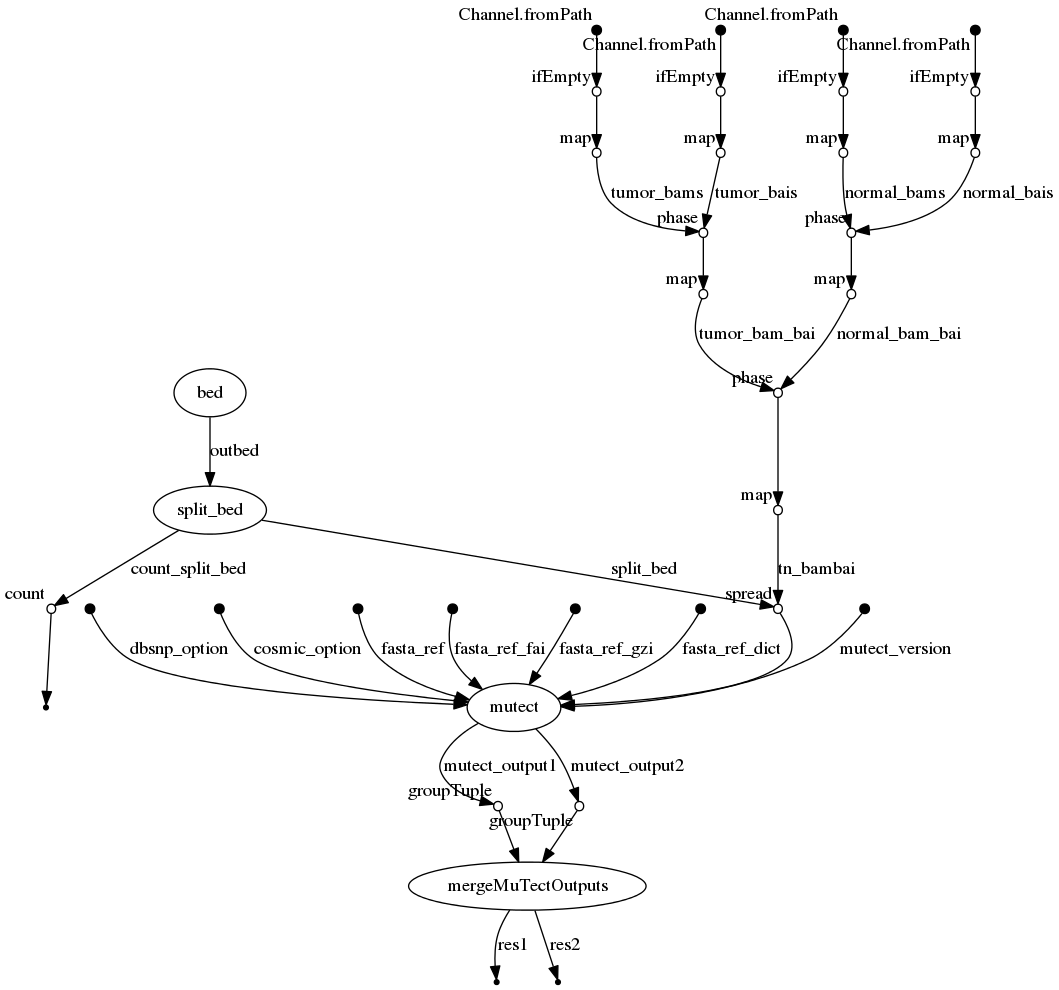 Channel.fromPath
Channel.fromPath
Channel.fromPath
Channel.fromPath
ifEmpty
ifEmpty
ifEmpty
ifEmpty
map
map
map
map
tumor_bams
tumor_bais
normal_bams
normal_bais
phase
phase
map
map
tumor_bam_bai
normal_bam_bai
phase
bed
outbed
map
split_bed
count_split_bed
split_bed
tn_bambai
count
spread
dbsnp_option
cosmic_option
fasta_ref
fasta_ref_fai
fasta_ref_gzi
fasta_ref_dict
mutect_version
mutect
mutect_output1
mutect_output2
groupTuple
groupTuple
mergeMuTectOutputs
res1
res2